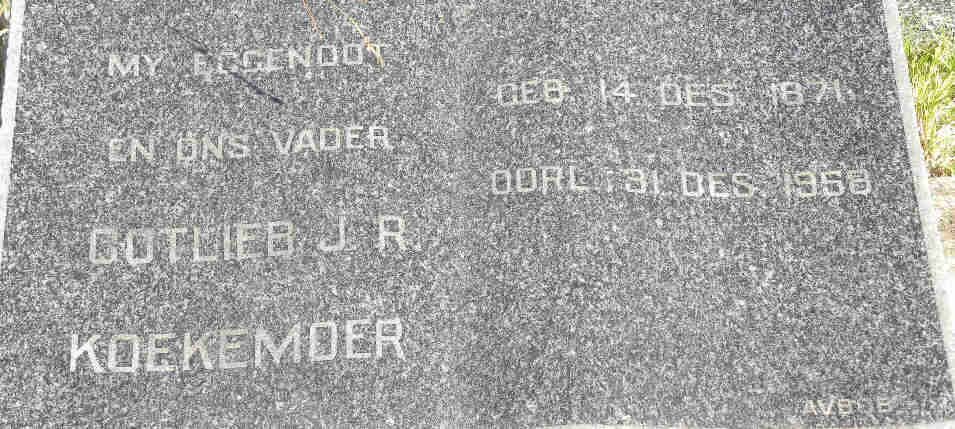 MY EGGENOOT
EN ONS VADER
GOTLIEB J. R.
KOEKEMOER
GEB. 14 DES. 1871.
OORL. 31 DES. 1958